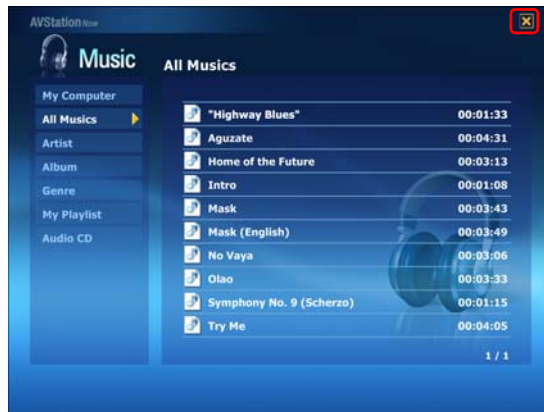 AVStation Now
Music
All Musics
My Computer
All Musics
Artist
Album
Genre
My Playlist
Audio CD
"Highway Blues" 00:01:33
Aguzate 00:04:31
Home of the Future 00:03:13
Intro 00:01:08
Mask 00:03:43
Mask (English) 00:03:49
No Vaya 00:03:06
Olao 00:03:33
Symphony No. 9 (Scherzo) 00:01:15
Try Me 00:04:05
1 / 1